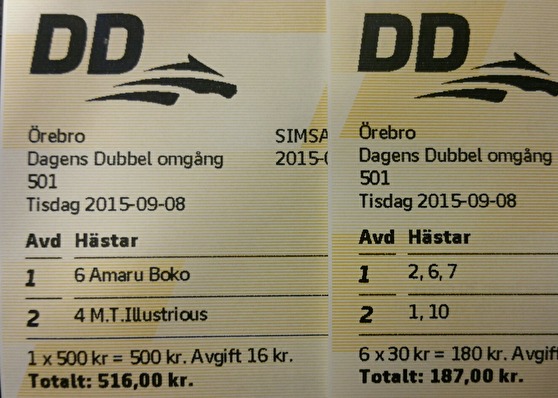 DD
Örebro SIMSA
Dagens Dubbel omgång 2015-0
501
Tisdag 2015-09-08
Avd Hästar
1 6 Amaru Boko
2 4 M.T.Illustrious
1 x 500 kr = 500 kr. Avgift 16 kr.
Totalt: 516,00 kr.
DD
Örebro
Dagens Dubbel omgång
501
Tisdag 2015-09-08
Avd Hästar
1 2, 6, 7
2 1, 10
6 x 30 kr = 180 kr. Avgif
Totalt: 187,00 kr.